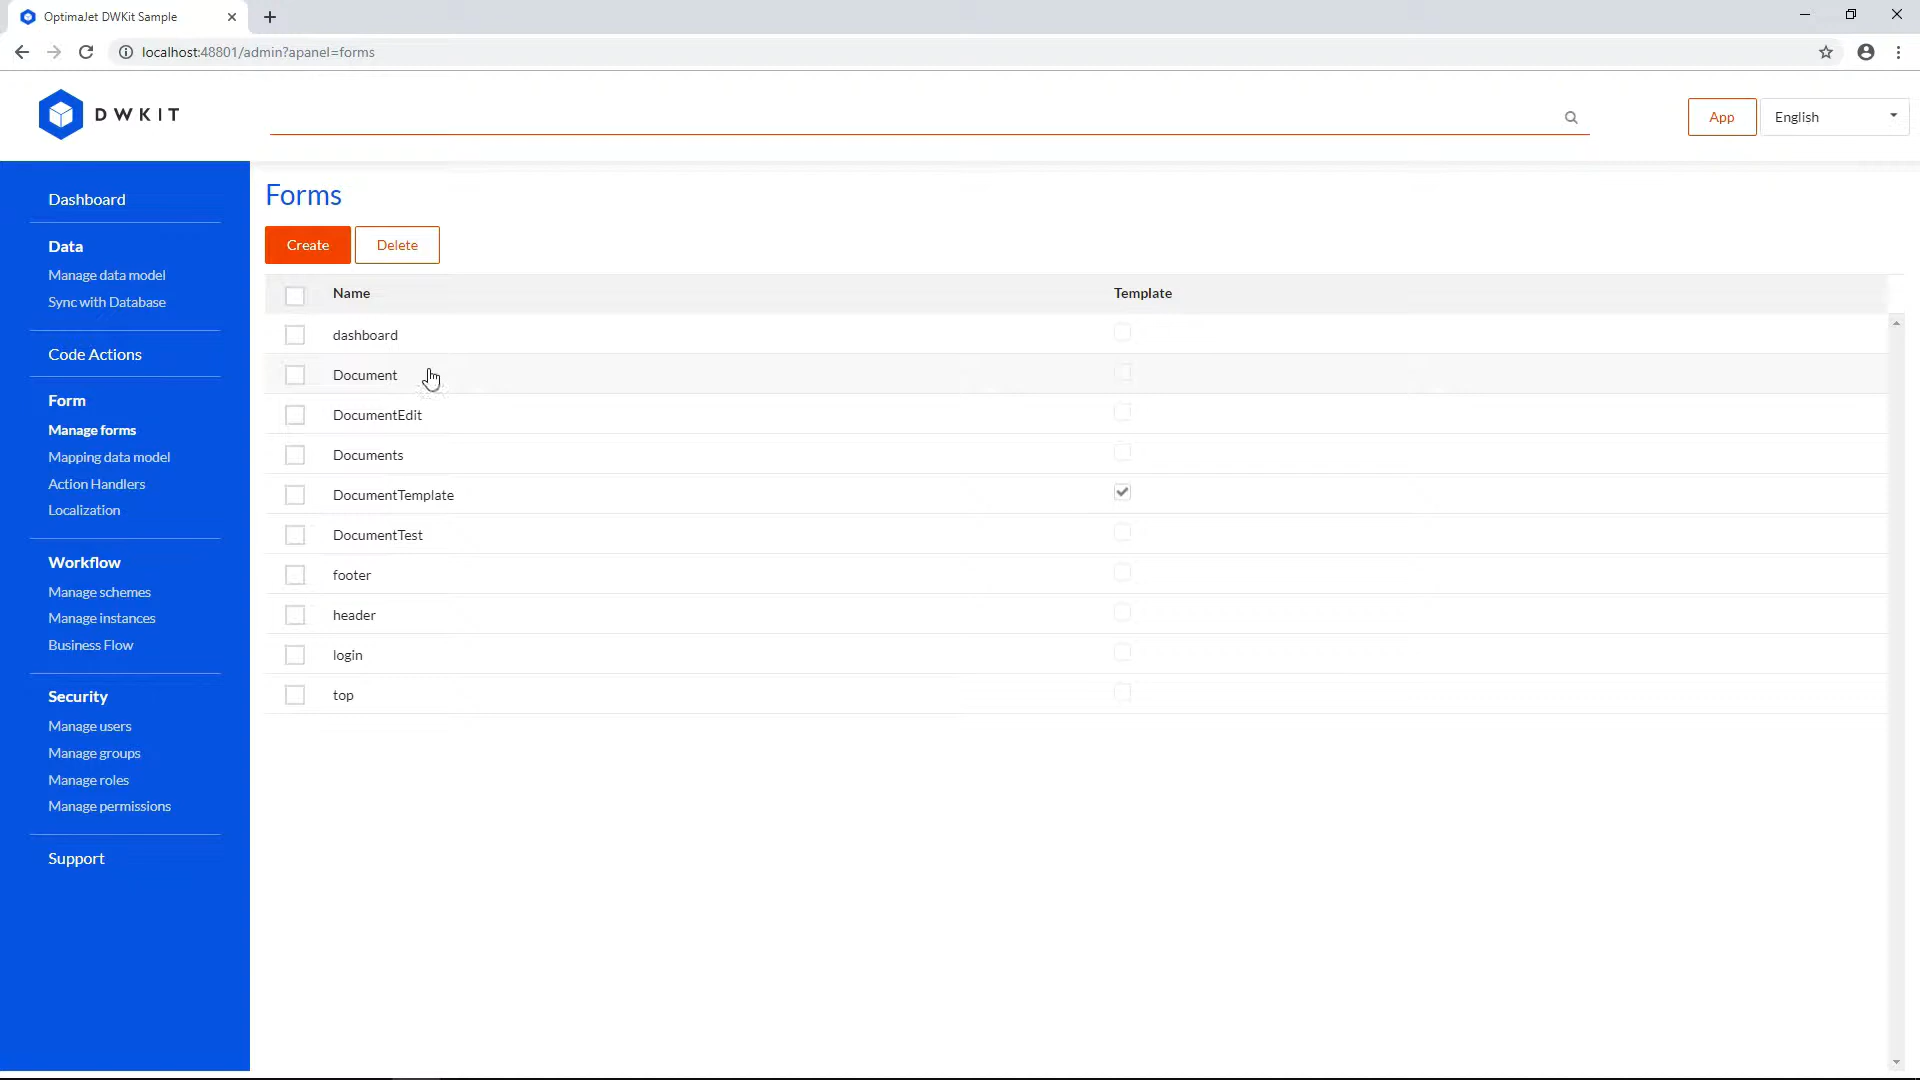 OptimaJet DWKit Sample
localhost:48801/admin?apanel=forms
DWKIT
App
English
Dashboard
Data
Manage data model
Sync with Database
Code Actions
Form
Manage forms
Mapping data model
Action Handlers
Localization
Workflow
Manage schemes
Manage instances
Business Flow
Security
Manage users
Manage groups
Manage roles
Manage permissions
Support
Forms
Create
Delete
Name
Template
dashboard
Document
DocumentEdit
Documents
DocumentTemplate
DocumentTest
footer
header
login
top